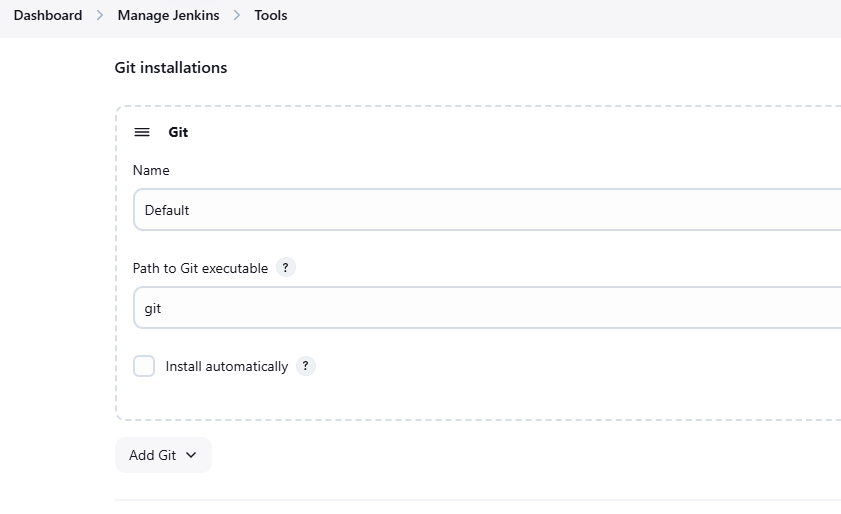 Dashboard > Manage Jenkins > Tools
Git installations
Git
Name
Default
Path to Git executable ?
git
Install automatically ?
Add Git